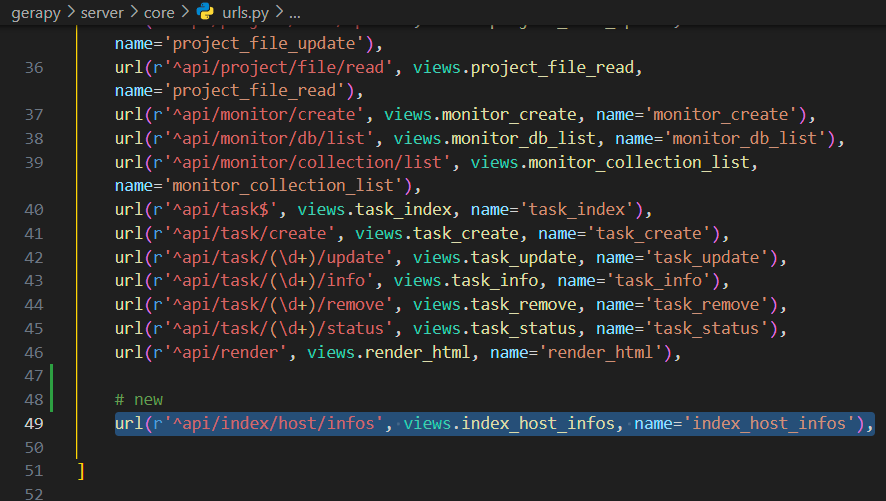 gerapy > server > core > urls.py > ...
name='project_file_update'),
36 url(r'^api/project/file/read', views.project_file_read,
name='project_file_read'),
37 url(r'^api/monitor/create', views.monitor_create, name='monitor_create'),
38 url(r'^api/monitor/db/list', views.monitor_db_list, name='monitor_db_list'),
39 url(r'^api/monitor/collection/list', views.monitor_collection_list,
name='monitor_collection_list'),
40 url(r'^api/task$', views.task_index, name='task_index'),
41 url(r'^api/task/create', views.task_create, name='task_create'),
42 url(r'^api/task/(\d+)/update', views.task_update, name='task_update'),
43 url(r'^api/task/(\d+)/info', views.task_info, name='task_info'),
44 url(r'^api/task/(\d+)/remove', views.task_remove, name='task_remove'),
45 url(r'^api/task/(\d+)/status', views.task_status, name='task_status'),
46 url(r'^api/render', views.render_html, name='render_html'),
47
48 # new
49 url(r'^api/index/host/infos', views.index_host_infos, name='index_host_infos'),
50
51 ]
52